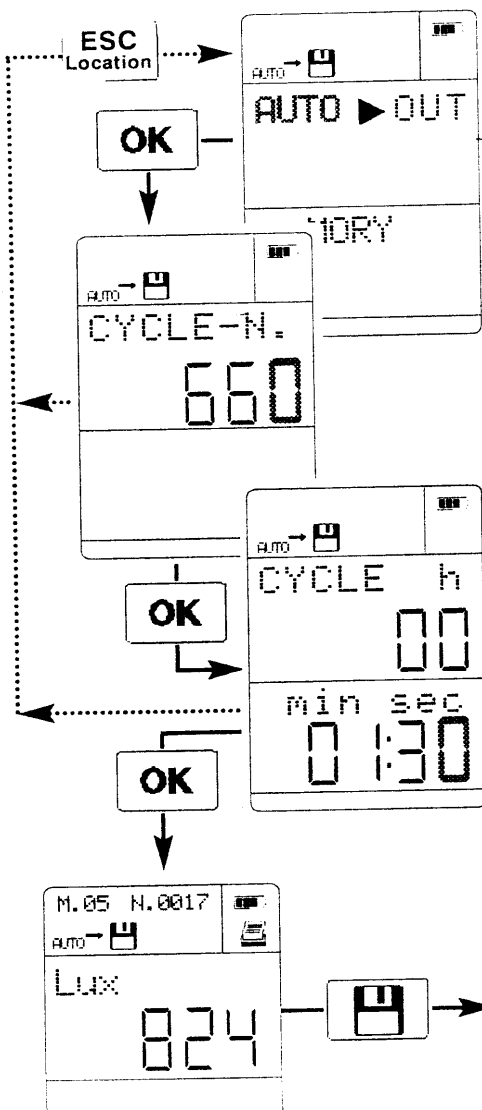 ESC
Location
AUTO
AUTO ▶ OUT
OK
AUTO
CYCLE-N.
660
AUTO
CYCLE h
00
OK
min sec
01:30
OK
M.05 N.0017
AUTO
Lux
824